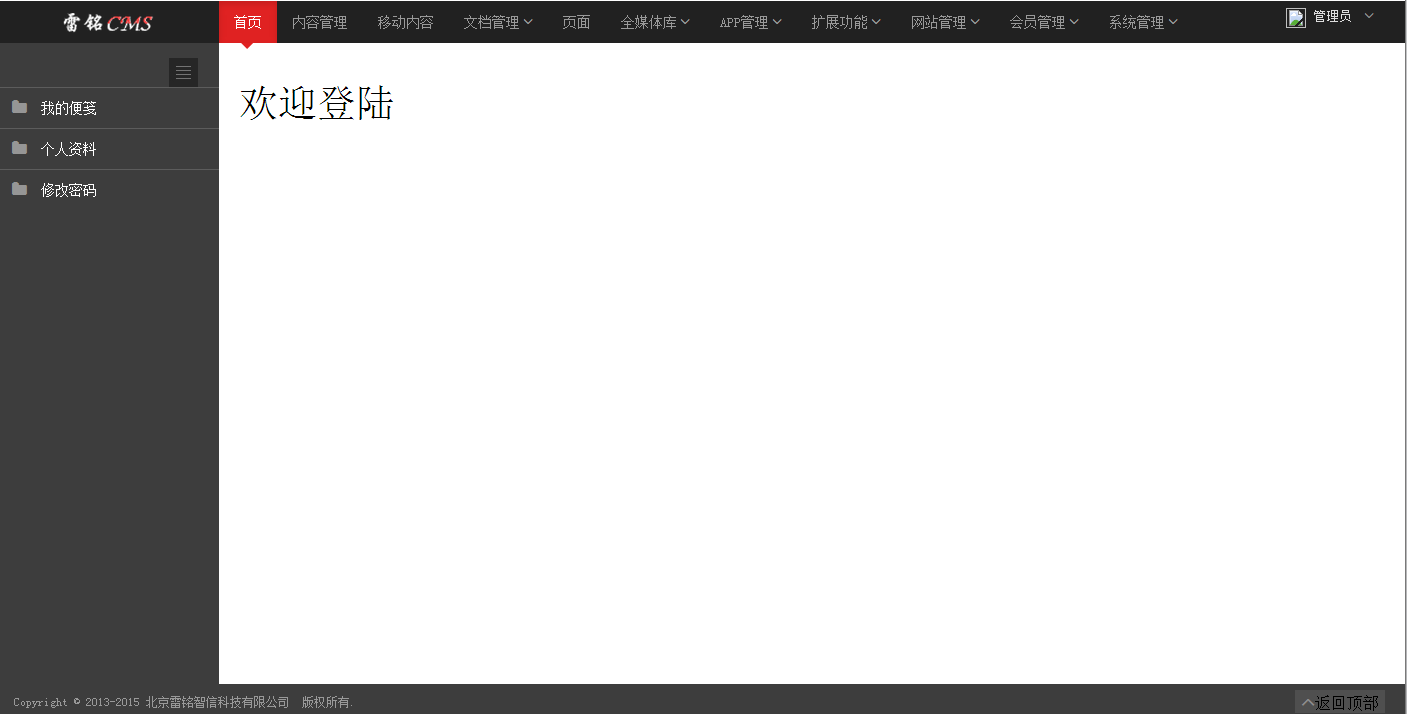 雷铭CMS 首页 内容管理 移动内容 文档管理 页面 全媒体库 APP管理 扩展功能 网站管理 会员管理 系统管理 管理员
欢迎登陆
我的便笺
个人资料
修改密码
Copyright © 2013-2015 北京雷铭智信科技有限公司 版权所有. 返回顶部